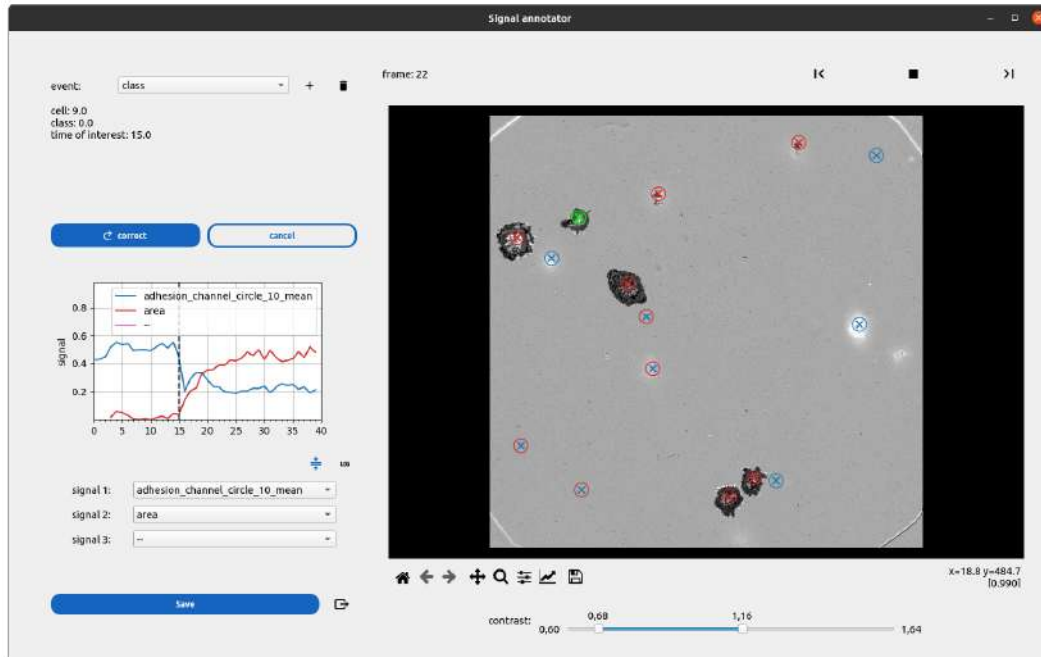 Signal annotator
event: class
frame: 22
cell: 9.0
class: 0.0
time of interest: 15.0
correct
cancel
adhesion_channel_circle_10_mean
area
--
signal
0.8
0.6
0.4
0.2
0 5 10 15 20 25 30 35 40
LOG
signal 1: adhesion_channel_circle_10_mean
signal 2: area
signal 3: --
x=18.8 y=484.7
[0.990]
Save
contrast: 0,60 0,68 1,16 1,64